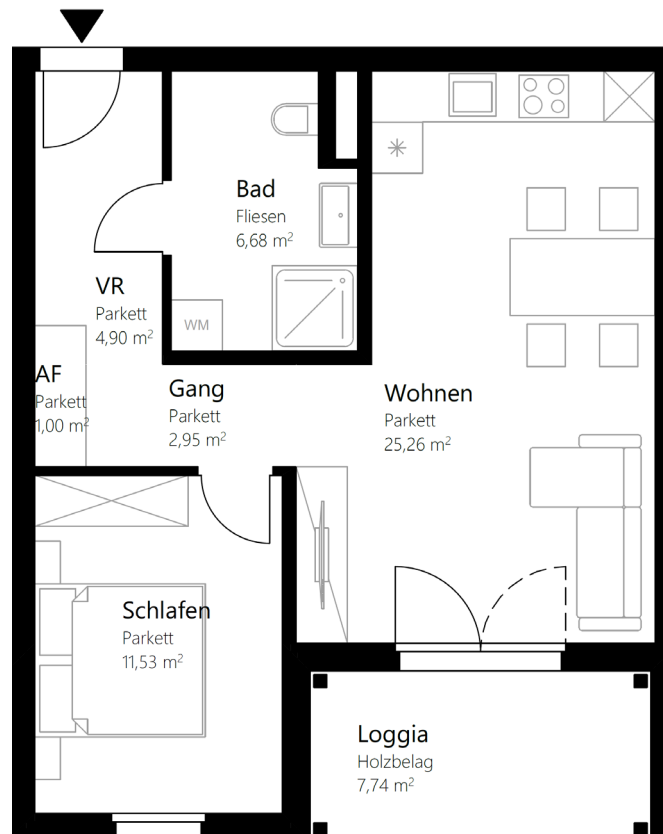 Bad
Fliesen
6,68 m²
VR
Parkett
4,90 m²
WM
AF
Parkett
1,00 m²
Gang
Parkett
2,95 m²
Wohnen
Parkett
25,26 m²
Schlafen
Parkett
11,53 m²
Loggia
Holzbelag
7,74 m²